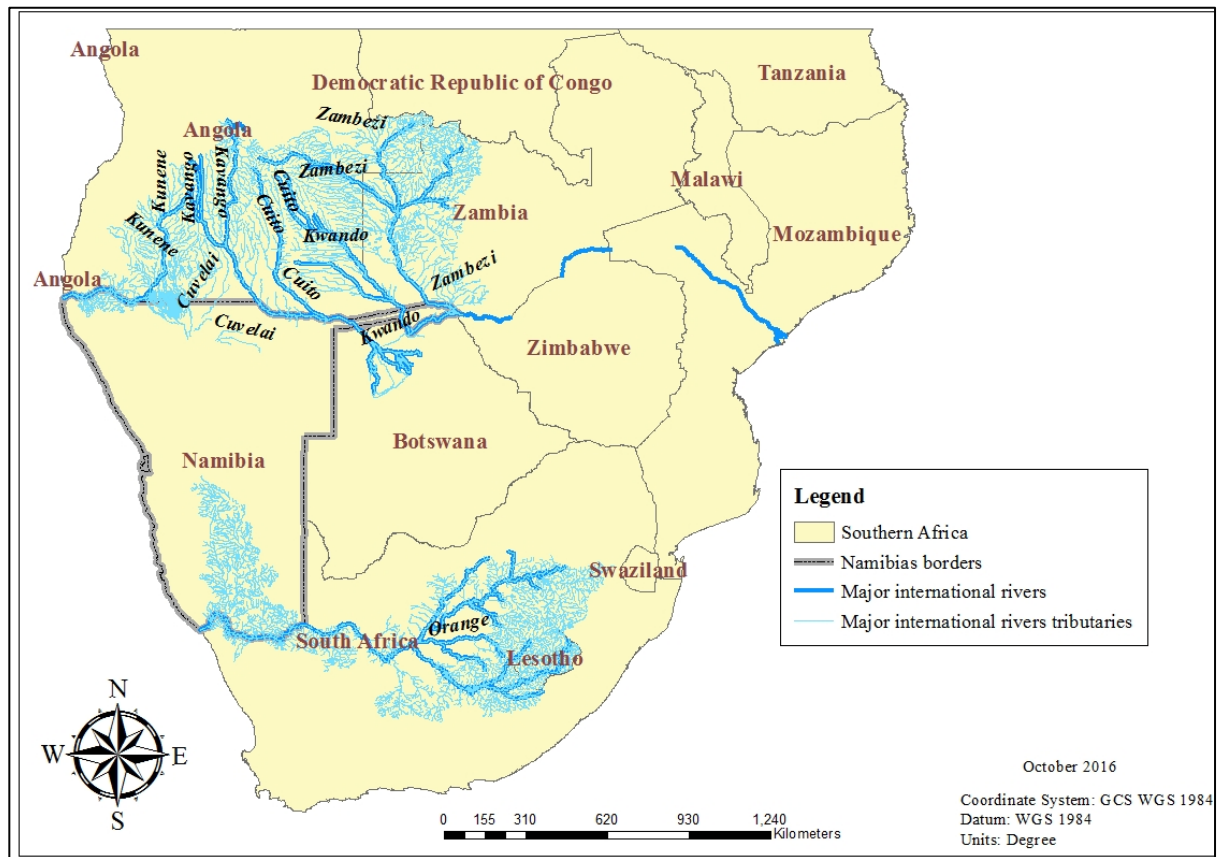 Angola
Democratic Republic of Congo
Tanzania
Zambezi
Angola
Zambezi
Kunene
Kavango
Kavango
Cuito
Cuito
Malawi
Zambia
Kunene
Kwando
Mozambique
Zambezi
Angola
Cuvelai
Cuito
Cuvelai
Kwando
Zimbabwe
Botswana
Namibia
Legend
Southern Africa
Namibias borders
Major international rivers
Major international rivers tributaries
Swaziland
Orange
South Africa
Lesotho
N
W E
S
October 2016
Coordinate System: GCS WGS 1984
Datum: WGS 1984
Units: Degree
0 155 310 620 930 1,240
Kilometers